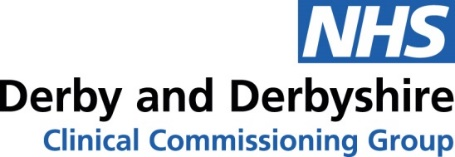 NHS
Derby and Derbyshire
Clinical Commissioning Group